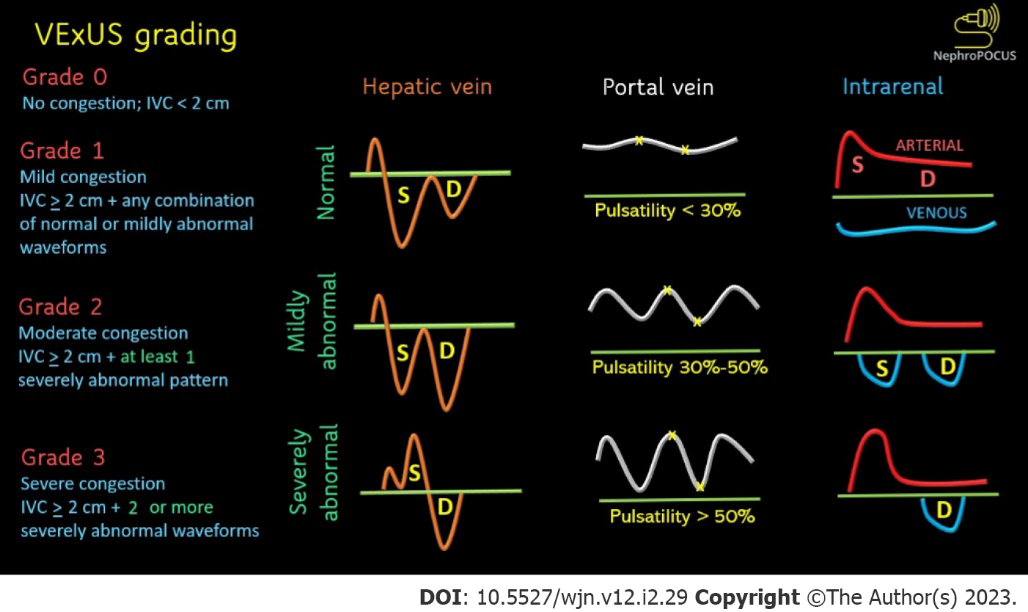 VExUS grading
NephroPOCUS
Grade 0
No congestion; IVC < 2 cm
Grade 1
Mild congestion
IVC ≥ 2 cm + any combination
of normal or mildly abnormal
waveforms
Grade 2
Moderate congestion
IVC ≥ 2 cm + at least 1
severely abnormal pattern
Grade 3
Severe congestion
IVC ≥ 2 cm + 2 or more
severely abnormal waveforms
Hepatic vein
Portal vein
Intrarenal
Normal
S
D
Pulsatility < 30%
ARTERIAL
S
D
VENOUS
Mildly
abnormal
S
D
Pulsatility 30%-50%
S
D
Severely
abnormal
S
D
Pulsatility > 50%
D
DOI: 10.5527/wjn.v12.i2.29 Copyright ©The Author(s) 2023.